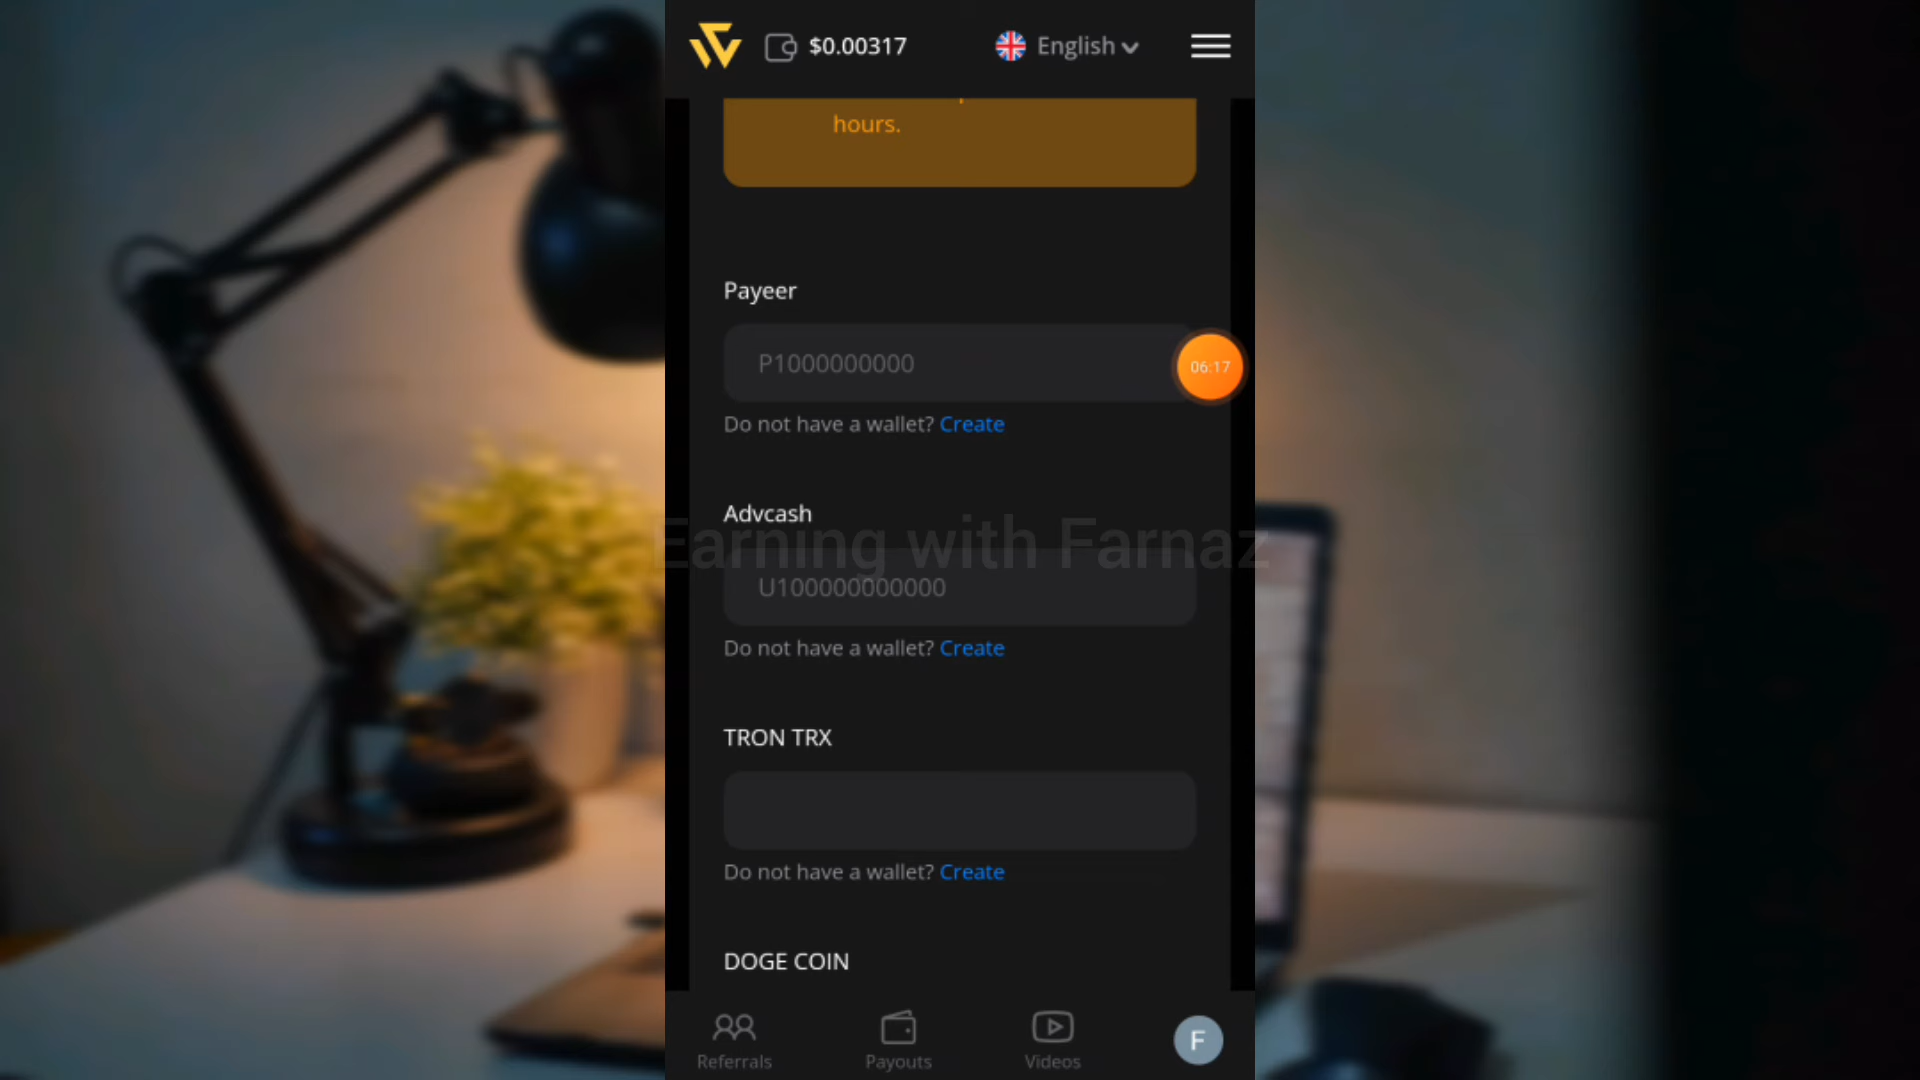 $0.00317
English
hours.
Payeer
P1000000000
06:17
Do not have a wallet? Create
Advcash
Earning with Farnaz
U100000000000
Do not have a wallet? Create
TRON TRX
Do not have a wallet? Create
DOGE COIN
Referrals
Payouts
Videos
F